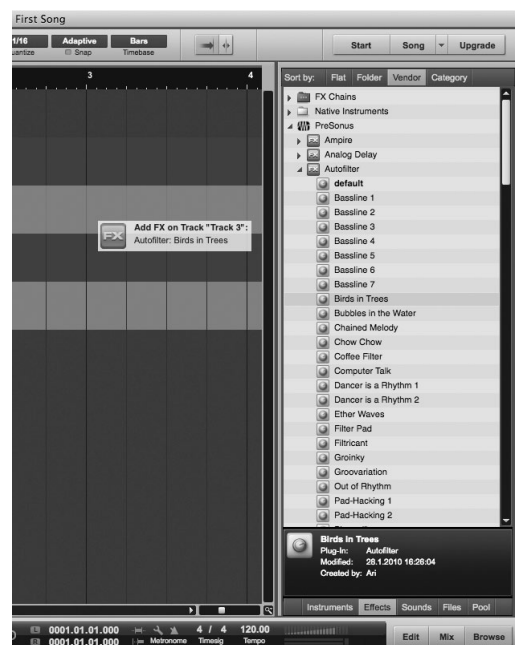 First Song
1/16 Adaptive Bars
Snap Timebase
Start Song Upgrade
3 4
Sort by: Flat Folder Vendor Category
FX Chains
Native Instruments
PreSonus
FX Ampire
FX Analog Delay
FX Autofilter
default
Bassline 1
Bassline 2
Bassline 3
Bassline 4
Bassline 5
Bassline 6
Bassline 7
Birds in Trees
Bubbles in the Water
Chained Melody
Chow Chow
Coffee Filter
Computer Talk
Dancer is a Rhythm 1
Dancer is a Rhythm 2
Ether Waves
Filter Pad
Filtricant
Groinky
Groovariation
Out of Rhythm
Pad-Hacking 1
Pad-Hacking 2
FX Add FX on Track "Track 3":
Autofilter: Birds in Trees
Birds in Trees
Plug-In: Autofilter
Modified: 28.1.2010 16:26:04
Created by: Ari
Instruments Effects Sounds Files Pool
L 0001.01.01.000 4 / 4 120.00
R 0001.01.01.000 Metronome Timesig Tempo
Edit Mix Browse